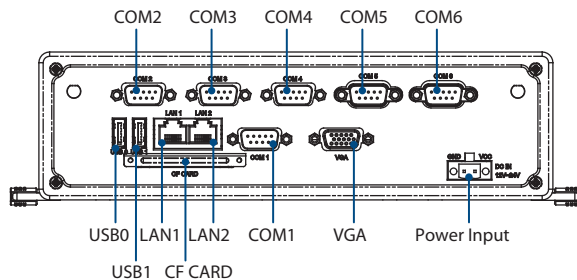 COM2 COM3 COM4 COM5 COM6
COM 2 COM 3 COM 4 COM 5 COM 6
LAN 1 LAN 2
COM 1 VGA
GND VCC
DC IN
12V-24V
CF CARD
USB0 LAN1 LAN2 COM1 VGA Power Input
USB1 CF CARD